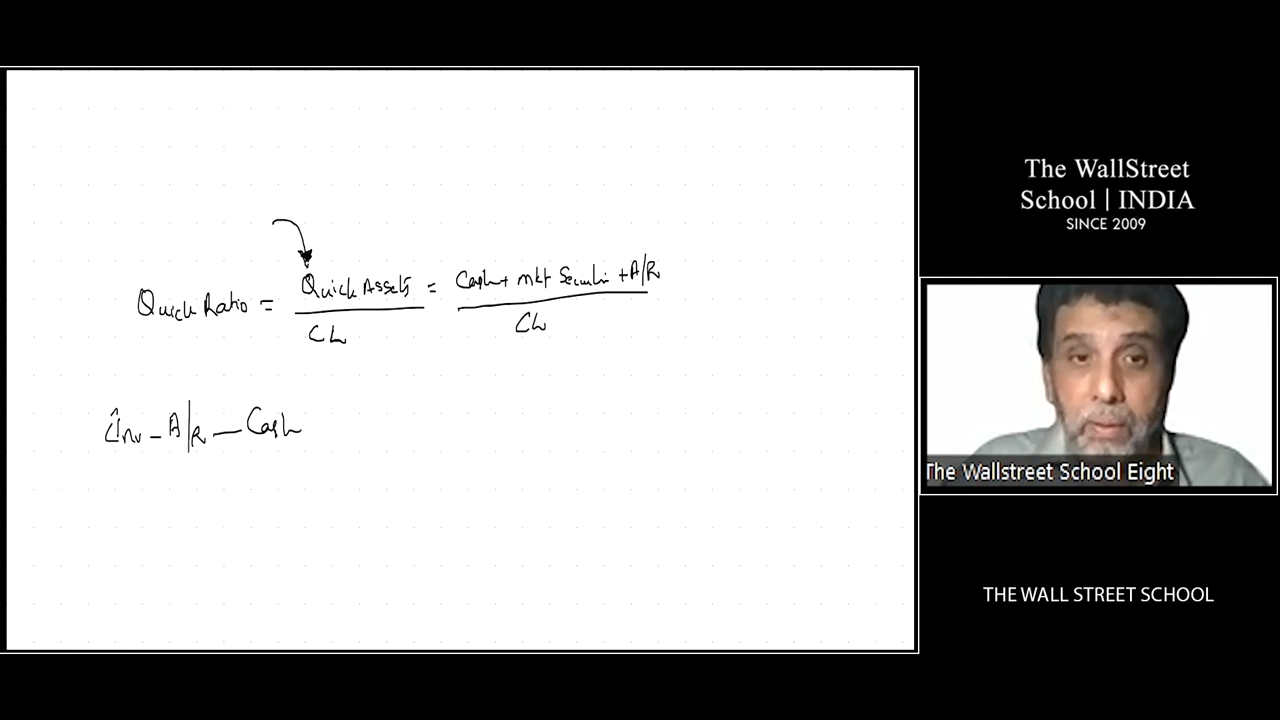 The WallStreet
School | INDIA
SINCE 2009
Quick Ratio = Quick Assets = Cash + mkt Securiti + A/R
CL CL
Inv - A/R - Cash
The Wallstreet School Eight
THE WALL STREET SCHOOL